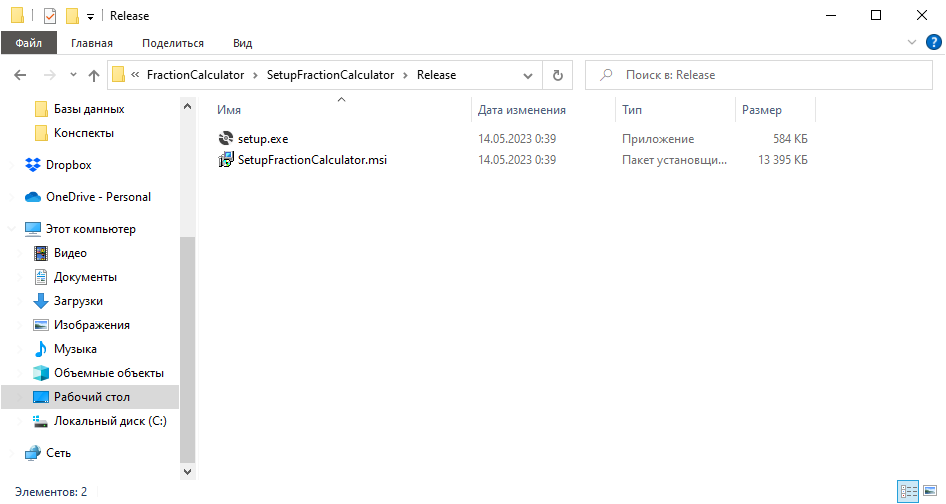 Release
Файл Главная Поделиться Вид
« FractionCalculator > SetupFractionCalculator > Release
Поиск в: Release
Базы данных
Конспекты
Dropbox
OneDrive - Personal
Этот компьютер
Видео
Документы
Загрузки
Изображения
Музыка
Объемные объекты
Рабочий стол
Локальный диск (C:)
Сеть
Имя Дата изменения Тип Размер
setup.exe 14.05.2023 0:39 Приложение 584 КБ
SetupFractionCalculator.msi 14.05.2023 0:39 Пакет установщи... 13 395 КБ
Элементов: 2